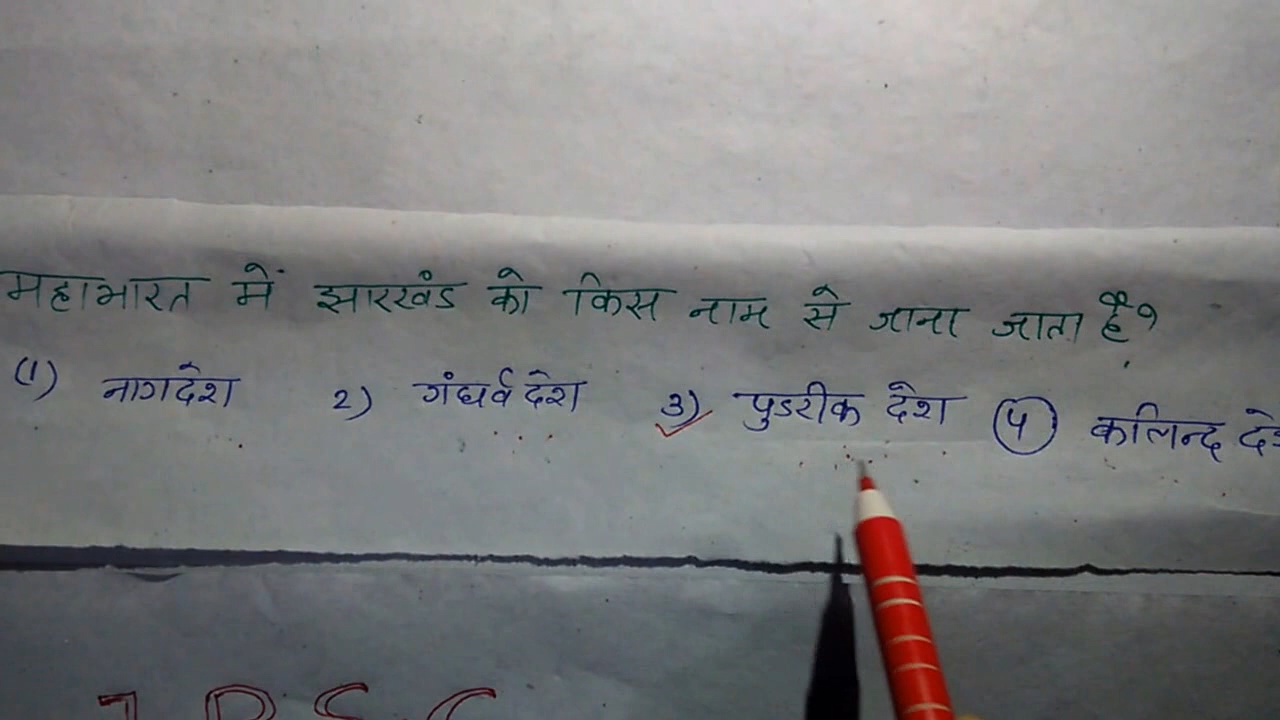 महाभारत में झारखंड को किस नाम से जाना जाता है?
(1) नागदेश 2) गंधर्व देश 3) पुडरीक देश (4) कलिन्द दे
J P S C